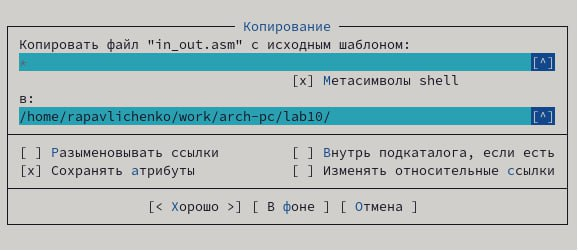 Копирование
Копировать файл "in_out.asm" с исходным шаблоном:
* [^]
[x] Метасимволы shell
в:
/home/rapavlichenko/work/arch-pc/lab10/ [^]
[ ] Разыменовывать ссылки [ ] Внутрь подкаталога, если есть
[x] Сохранять атрибуты [ ] Изменять относительные ссылки
[< Хорошо >] [ В фоне ] [ Отмена ]